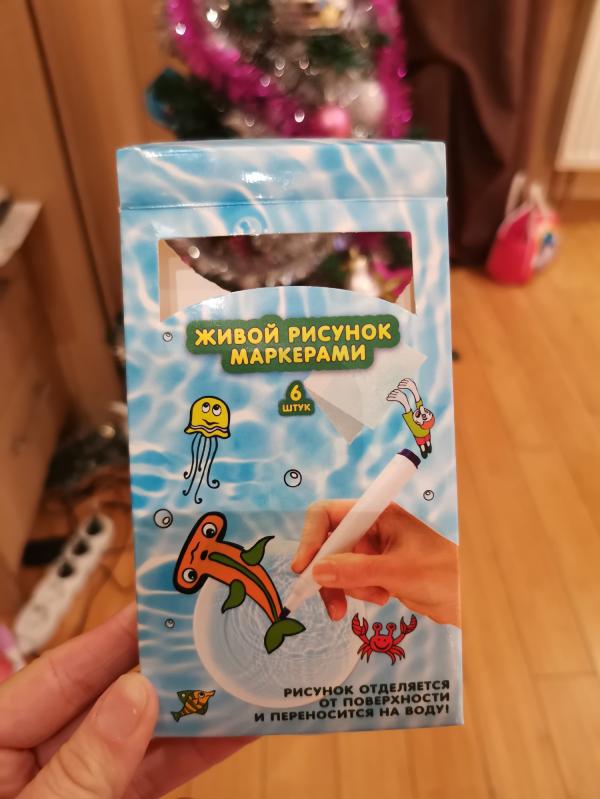 ЖИВОЙ РИСУНОК
МАРКЕРАМИ
6
ШТУК
РИСУНОК ОТДЕЛЯЕТСЯ
ОТ ПОВЕРХНОСТИ
И ПЕРЕНОСИТСЯ НА ВОДУ!